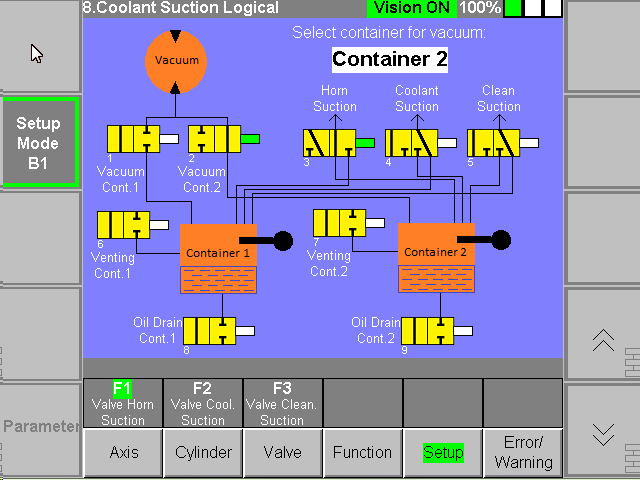 8.Coolant Suction Logical
Vision ON 100%
Select container for vacuum:
Container 2
Vacuum
Horn
Suction
Coolant
Suction
Clean
Suction
Setup
Mode
B1
1
Vacuum
Cont.1
2
Vacuum
Cont.2
3
4
5
6
Venting
Cont.1
Container 1
7
Venting
Cont.2
Container 2
Oil Drain
Cont.1
8
Oil Drain
Cont.2
9
F1
Valve Horn
Suction
F2
Valve Cool.
Suction
F3
Valve Clean.
Suction
Parameter
Axis
Cylinder
Valve
Function
Setup
Error/
Warning